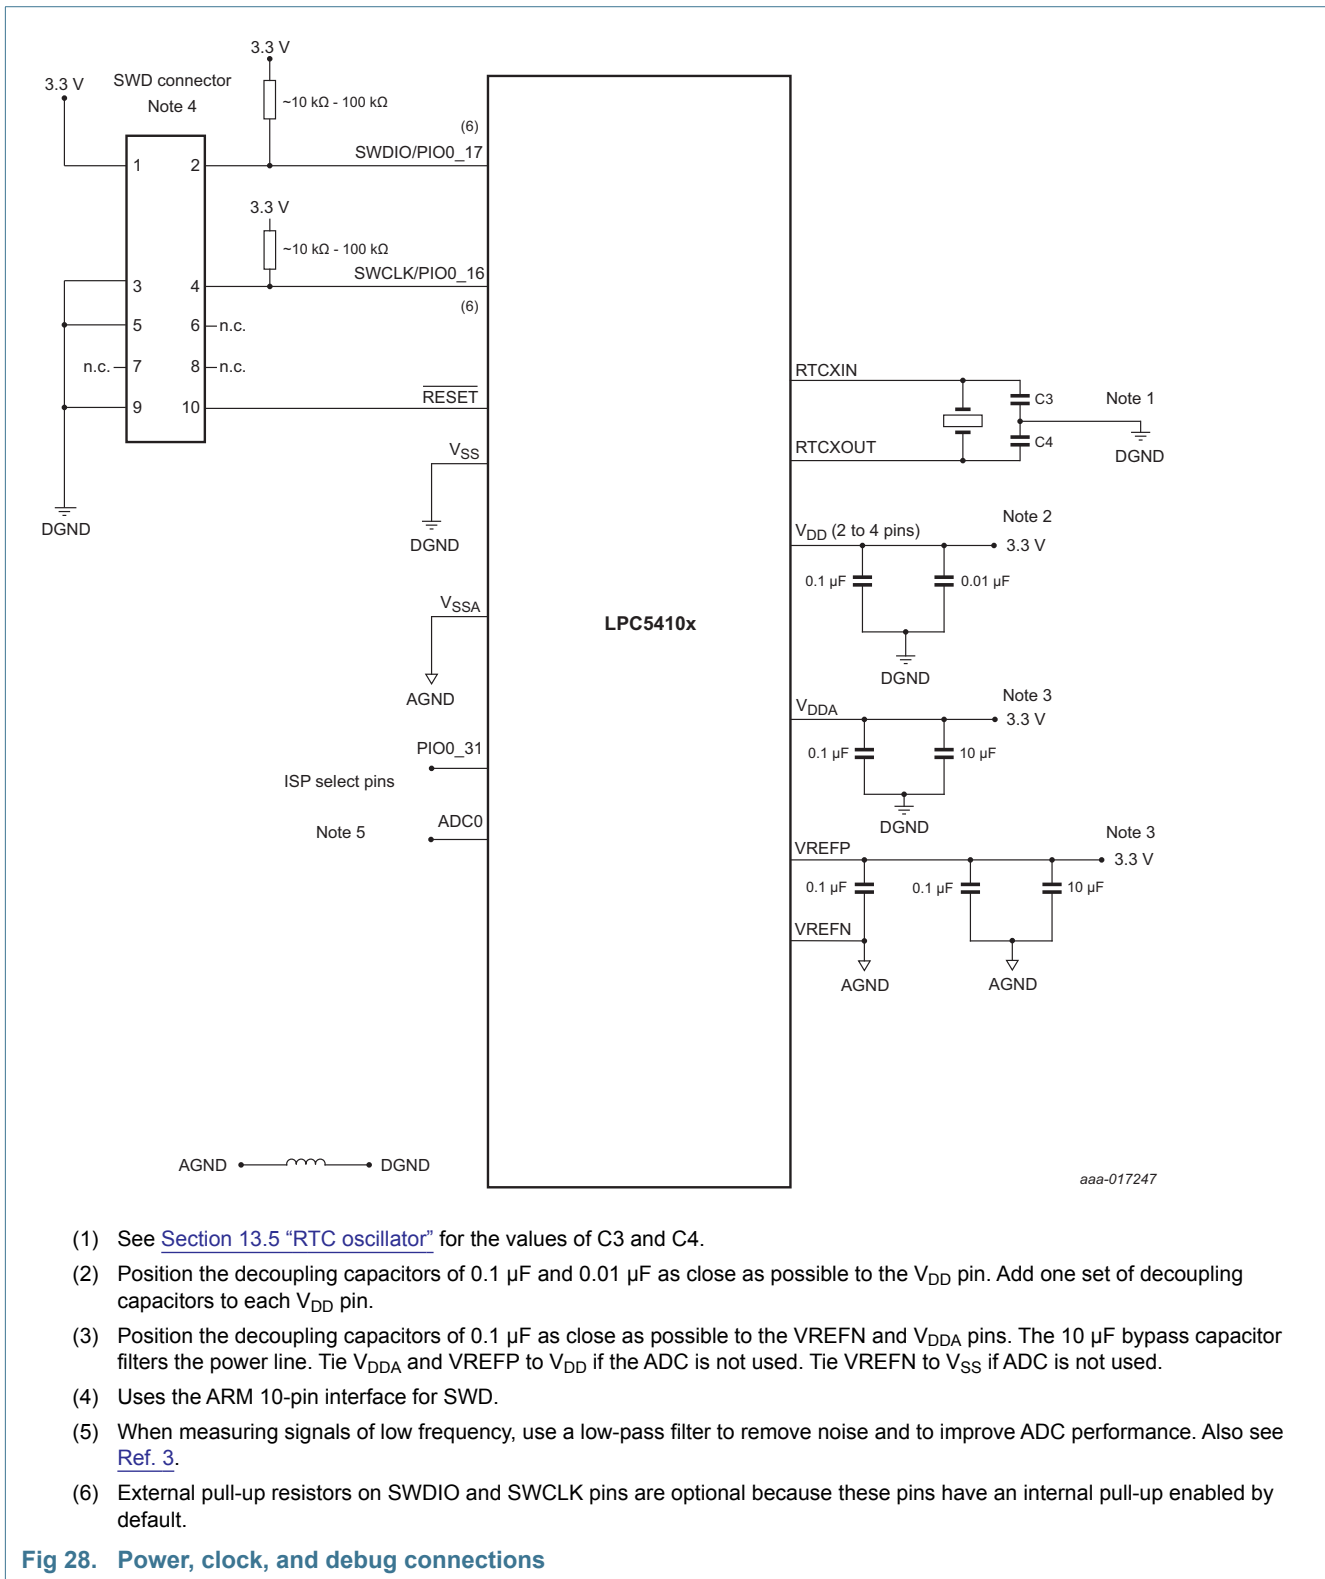 3.3 V
3.3 V
SWD connector
Note 4
~10 kΩ - 100 kΩ
(6)
1 2
SWDIO/PIO0_17
3.3 V
~10 kΩ - 100 kΩ
SWCLK/PIO0_16
3 4
(6)
5 6 n.c.
n.c. 7 8 n.c.
9 10
RESET
DGND
VSS
DGND
VSSA
AGND
PIO0_31
ISP select pins
ADC0
Note 5
LPC5410x
RTCXIN
C3
Note 1
C4
RTCXOUT
DGND
Note 2
VDD (2 to 4 pins)
3.3 V
0.1 µF
0.01 µF
DGND
Note 3
VDDA
3.3 V
0.1 µF
10 µF
DGND
Note 3
VREFP
3.3 V
0.1 µF
0.1 µF
10 µF
VREFN
AGND
AGND
AGND DGND
aaa-017247
(1) See Section 13.5 “RTC oscillator” for the values of C3 and C4.
(2) Position the decoupling capacitors of 0.1 µF and 0.01 µF as close as possible to the VDD pin. Add one set of decoupling
capacitors to each VDD pin.
(3) Position the decoupling capacitors of 0.1 µF as close as possible to the VREFN and VDDA pins. The 10 µF bypass capacitor
filters the power line. Tie VDDA and VREFP to VDD if the ADC is not used. Tie VREFN to VSS if ADC is not used.
(4) Uses the ARM 10-pin interface for SWD.
(5) When measuring signals of low frequency, use a low-pass filter to remove noise and to improve ADC performance. Also see
Ref. 3.
(6) External pull-up resistors on SWDIO and SWCLK pins are optional because these pins have an internal pull-up enabled by
default.
Fig 28. Power, clock, and debug connections